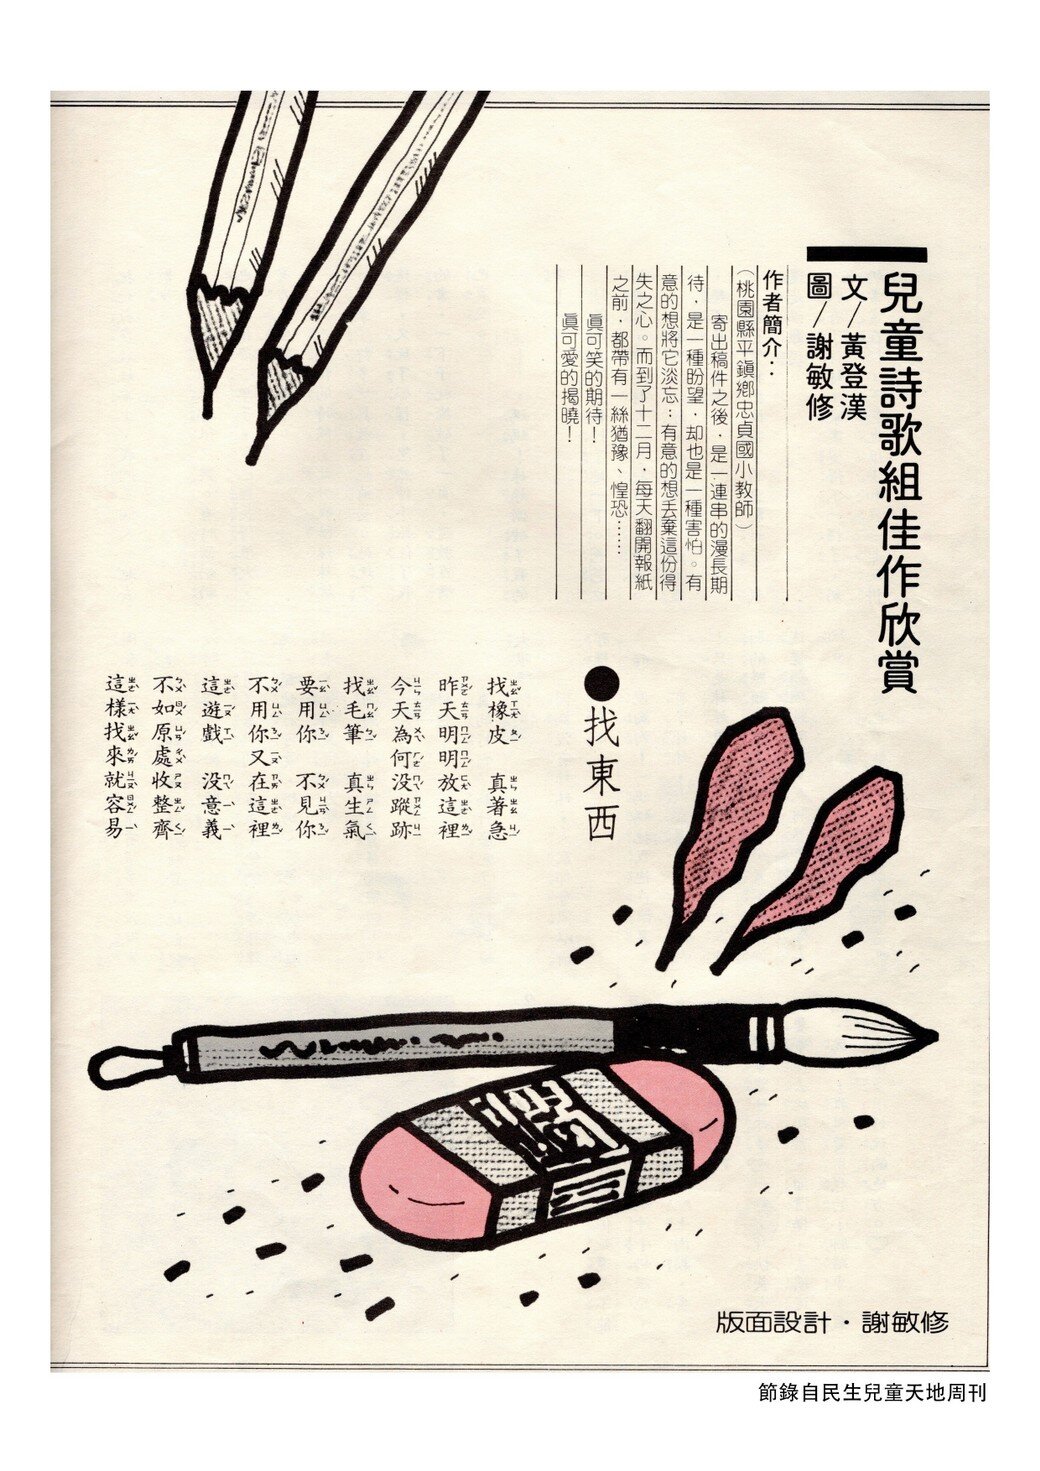 兒童詩歌組佳作欣賞
文／黃登漢
圖／謝敏修
作者簡介：
（桃園縣平鎮鄉忠貞國小教師）
寄出稿件之後，是一連串的漫長期
待，是一種盼望，却也是一種害怕。有
意的想將它淡忘；有意的想丢棄這份得
失之心。而到了十二月，每天翻開報紙
之前，都帶有一絲猶豫、惶恐……
眞可笑的期待！
眞可愛的揭曉！
●找東西
找橡皮　真著急
昨天明明放這裡
今天為何沒蹤跡
找毛筆　真生氣
要用你　不見你
不用你又在這裡
這遊戲　沒意義
不如原處收整齊
這樣找來就容易
版面設計・謝敏修
節錄自民生兒童天地周刊